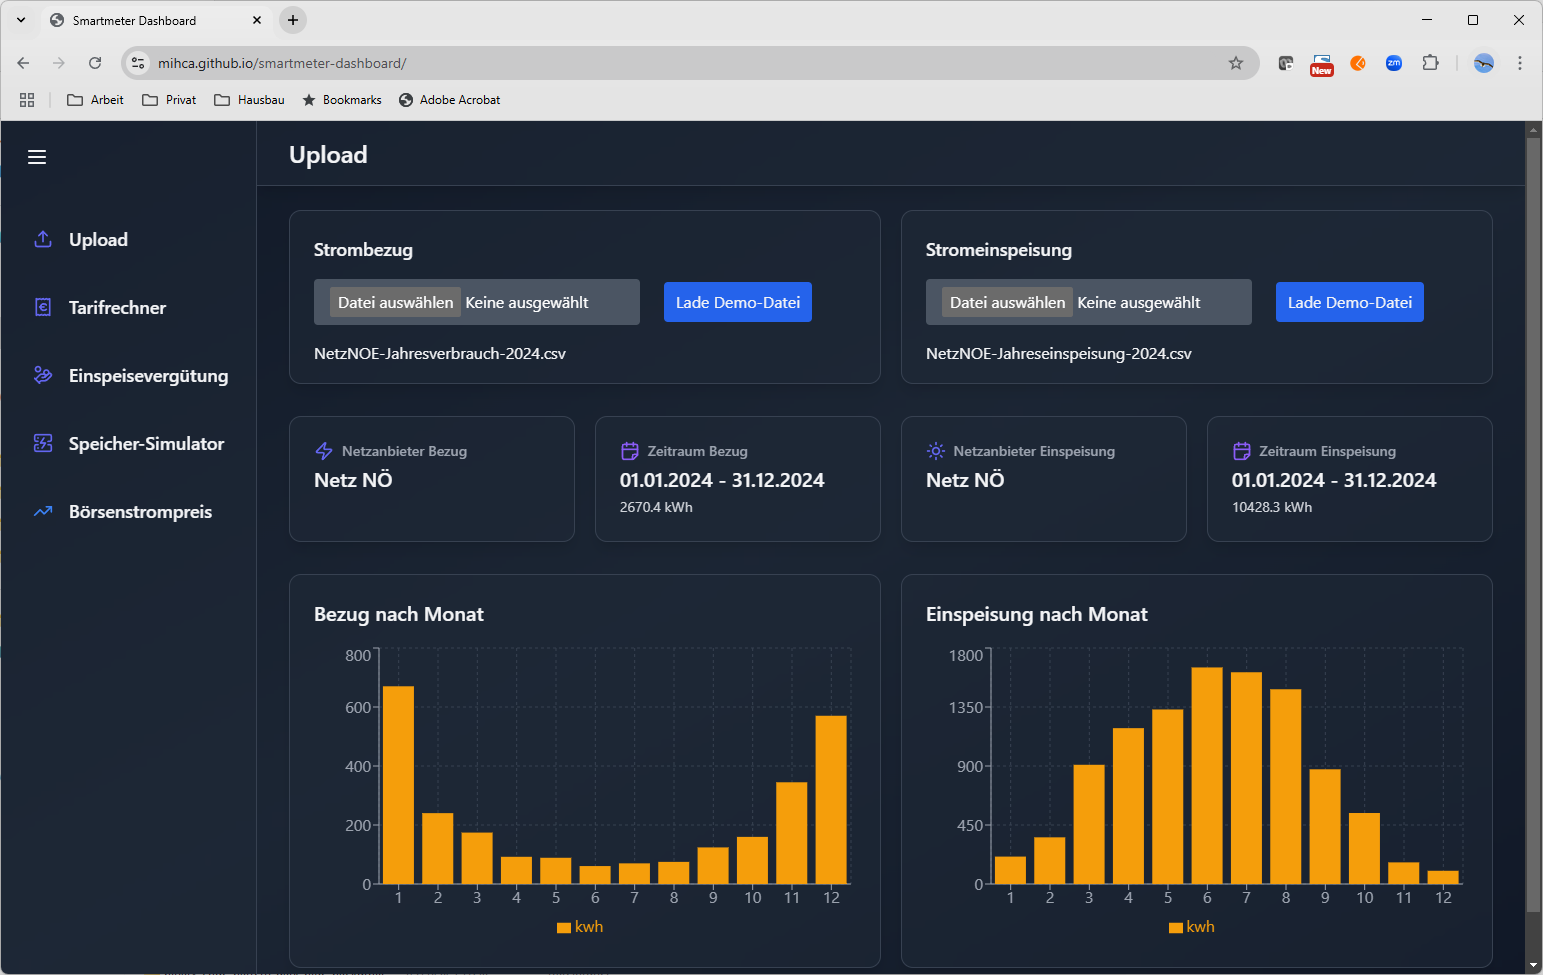 Smartmeter Dashboard
mihca.github.io/smartmeter-dashboard/
New
zm
Arbeit
Privat
Hausbau
Bookmarks
Adobe Acrobat
Upload
Tarifrechner
Einspeisevergütung
Speicher-Simulator
Börsenstrompreis
Upload
Strombezug
Datei auswählen Keine ausgewählt
Lade Demo-Datei
NetzNOE-Jahresverbrauch-2024.csv
Stromeinspeisung
Datei auswählen Keine ausgewählt
Lade Demo-Datei
NetzNOE-Jahreseinspeisung-2024.csv
Netzanbieter Bezug
Netz NÖ
Zeitraum Bezug
01.01.2024 - 31.12.2024
2670.4 kWh
Netzanbieter Einspeisung
Netz NÖ
Zeitraum Einspeisung
01.01.2024 - 31.12.2024
10428.3 kWh
Bezug nach Monat
800
600
400
200
0
1 2 3 4 5 6 7 8 9 10 11 12
kwh
Einspeisung nach Monat
1800
1350
900
450
0
1 2 3 4 5 6 7 8 9 10 11 12
kwh